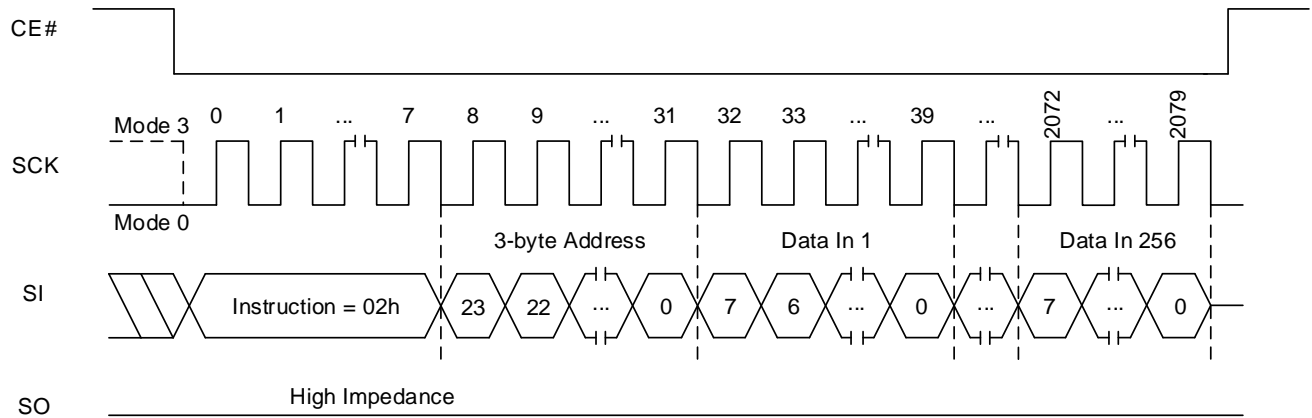 CE#
0 1 ... 7 8 9 ... 31 32 33 ... 39 ... 2072 ... 2079
Mode 3
SCK
Mode 0
3-byte Address Data In 1 Data In 256
SI Instruction = 02h 23 22 ... 0 7 6 ... 0 ... 7 ... 0
High Impedance
SO